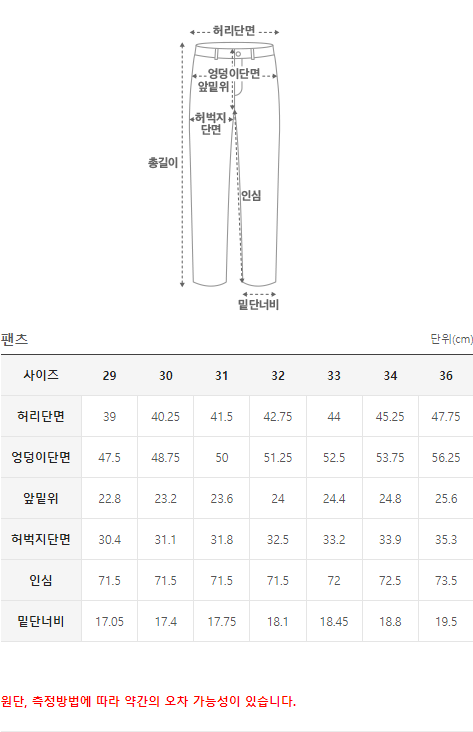 허리단면
엉덩이단면
앞밑위
허벅지
단면
총길이
인심
밑단너비
팬츠 단위(cm)
사이즈 29 30 31 32 33 34 36
허리단면 39 40.25 41.5 42.75 44 45.25 47.75
엉덩이단면 47.5 48.75 50 51.25 52.5 53.75 56.25
앞밑위 22.8 23.2 23.6 24 24.4 24.8 25.6
허벅지단면 30.4 31.1 31.8 32.5 33.2 33.9 35.3
인심 71.5 71.5 71.5 71.5 72 72.5 73.5
밑단너비 17.05 17.4 17.75 18.1 18.45 18.8 19.5
원단, 측정방법에 따라 약간의 오차 가능성이 있습니다.